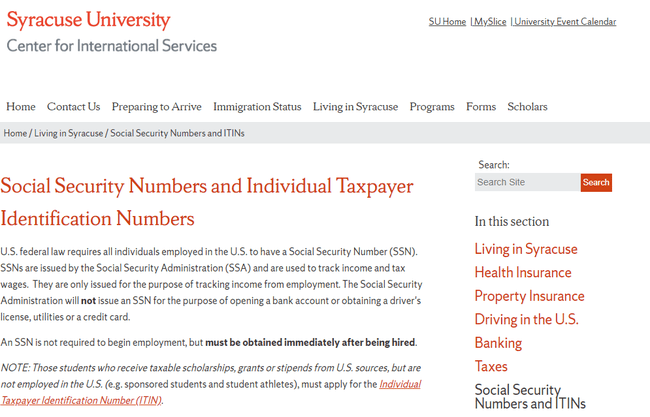 Syracuse University
Center for International Services
SU Home | MySlice | University Event Calendar
Home Contact Us Preparing to Arrive Immigration Status Living in Syracuse Programs Forms Scholars
Home / Living in Syracuse / Social Security Numbers and ITINs
Social Security Numbers and Individual Taxpayer
Identification Numbers
U.S. federal law requires all individuals employed in the U.S. to have a Social Security Number (SSN).
SSNs are issued by the Social Security Administration (SSA) and are used to track income and tax
wages. They are only issued for the purpose of tracking income from employment. The Social Security
Administration will not issue an SSN for the purpose of opening a bank account or obtaining a driver's
license, utilities or a credit card.
An SSN is not required to begin employment, but must be obtained immediately after being hired.
NOTE: Those students who receive taxable scholarships, grants or stipends from U.S. sources, but are
not employed in the U.S. (e.g. sponsored students and student athletes), must apply for the Individual
Taxpayer Identification Number (ITIN).
Search:
Search Site Search
In this section
Living in Syracuse
Health Insurance
Property Insurance
Driving in the U.S.
Banking
Taxes
Social Security
Numbers and ITINs